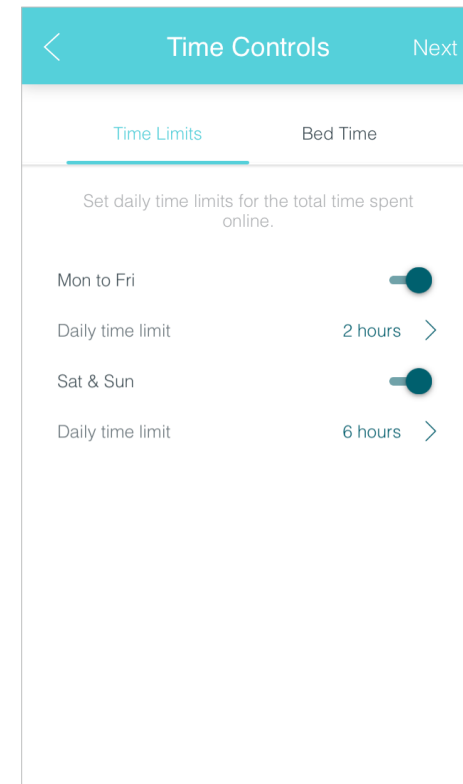 Time Controls Next
Time Limits Bed Time
Set daily time limits for the total time spent
online.
Mon to Fri
Daily time limit 2 hours
Sat & Sun
Daily time limit 6 hours